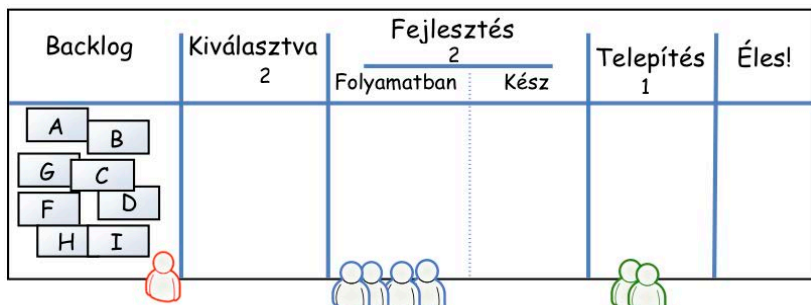 Backlog
Kiválasztva
2
Fejlesztés
2
Folyamatban
Kész
Telepítés
1
Éles!
A
B
G
C
F
D
H
I